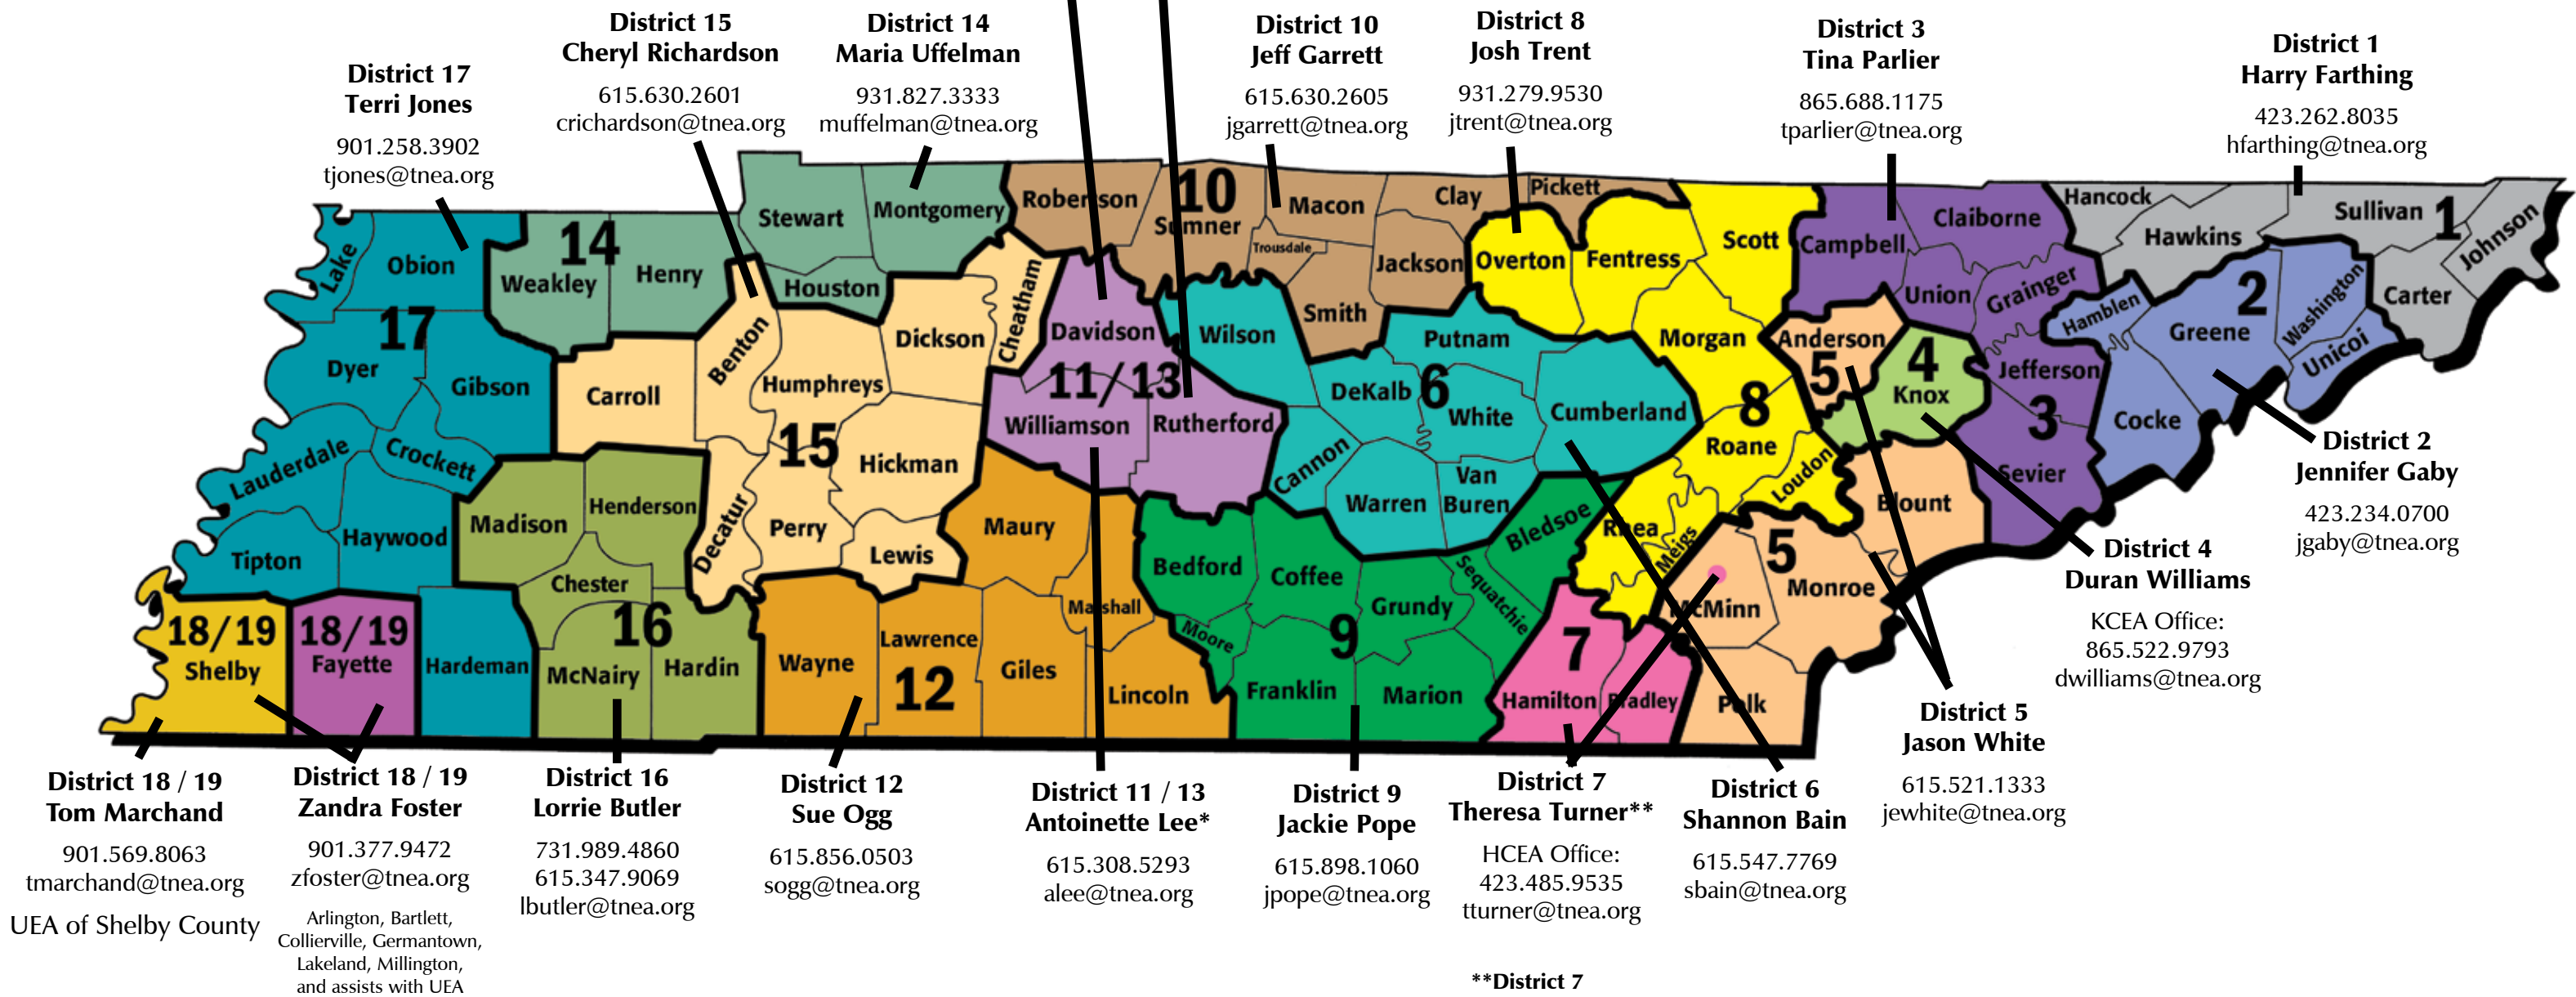 District 17
Terri Jones
901.258.3902
tjones@tnea.org
District 15
Cheryl Richardson
615.630.2601
crichardson@tnea.org
District 14
Maria Uffelman
931.827.3333
muffelman@tnea.org
District 10
Jeff Garrett
615.630.2605
jgarrett@tnea.org
District 8
Josh Trent
931.279.9530
jtrent@tnea.org
District 3
Tina Parlier
865.688.1175
tparlier@tnea.org
District 1
Harry Farthing
423.262.8035
hfarthing@tnea.org
Lake
Obion
17
Dyer
Gibson
Lauderdale
Crockett
Tipton
Haywood
Hardeman
14
Weakley
Henry
Stewart
Montgomery
Houston
Carroll
Benton
Humphreys
Dickson
Cheatham
15
Hickman
Decatur
Perry
Lewis
Madison
Henderson
Chester
16
McNairy
Hardin
18/19
Shelby
18/19
Fayette
Robertson
10
Sumner
Macon
Trousdale
Clay
Pickett
Jackson
Smith
Davidson
11/13
Williamson
Rutherford
Maury
Marshall
Wayne
Lawrence
12
Giles
Lincoln
Wilson
Putnam
DeKalb
6
White
Cumberland
Cannon
Warren
Van
Buren
Bedford
Coffee
Moore
Grundy
Sequatchie
Bledsoe
9
Franklin
Marion
Overton
Fentress
Scott
Morgan
8
Roane
Loudon
Rhea
Meigs
7
Hamilton
Bradley
Anderson
5
4
Knox
Blount
5
McMinn
Monroe
Polk
Campbell
Claiborne
Union
Grainger
Jefferson
3
Sevier
Hamblen
2
Greene
Washington
Unicoi
Cocke
Hancock
Hawkins
Sullivan
1
Johnson
Carter
District 2
Jennifer Gaby
423.234.0700
jgaby@tnea.org
District 4
Duran Williams
KCEA Office:
865.522.9793
dwilliams@tnea.org
District 5
Jason White
615.521.1333
jewhite@tnea.org
District 18 / 19
Tom Marchand
901.569.8063
tmarchand@tnea.org
UEA of Shelby County
District 18 / 19
Zandra Foster
901.377.9472
zfoster@tnea.org
Arlington, Bartlett,
Collierville, Germantown,
Lakeland, Millington,
and assists with UEA
District 16
Lorrie Butler
731.989.4860
615.347.9069
lbutler@tnea.org
District 12
Sue Ogg
615.856.0503
sogg@tnea.org
District 11 / 13
Antoinette Lee*
615.308.5293
alee@tnea.org
District 9
Jackie Pope
615.898.1060
jpope@tnea.org
District 7
Theresa Turner**
HCEA Office:
423.485.9535
tturner@tnea.org
District 6
Shannon Bain
615.547.7769
sbain@tnea.org
**District 7